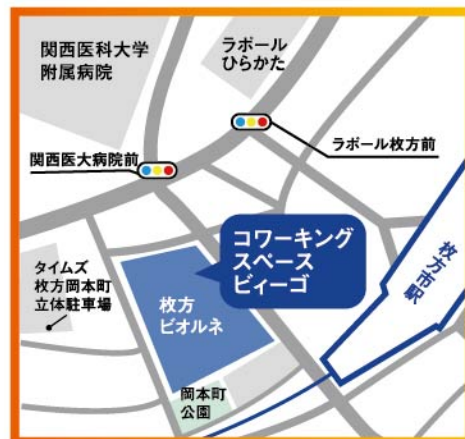 関西医科大学
附属病院
ラポール
ひらかた
関西医大病院前
ラポール枚方前
コワーキング
スペース
ビィーゴ
枚方市駅
タイムズ
枚方岡本町
立体駐車場
枚方
ビオルネ
岡本町
公園